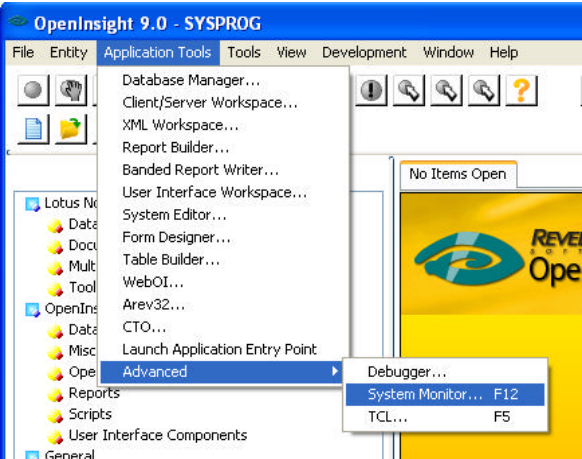 OpenInsight 9.0 - SYSPROG
File Entity Application Tools Tools View Development Window Help
Database Manager...
Client/Server Workspace...
XML Workspace...
Report Builder...
Banded Report Writer...
User Interface Workspace...
System Editor...
Form Designer...
Table Builder...
WebOI...
Arev32...
CTO...
Launch Application Entry Point
Advanced
Debugger...
System Monitor... F12
TCL... F5
No Items Open
Lotus No
Data
Docu
Mult
Tool
OpenIns
Data
Misc
Ope
Reports
Scripts
User Interface Components
General
REVE
SOFT
Ope